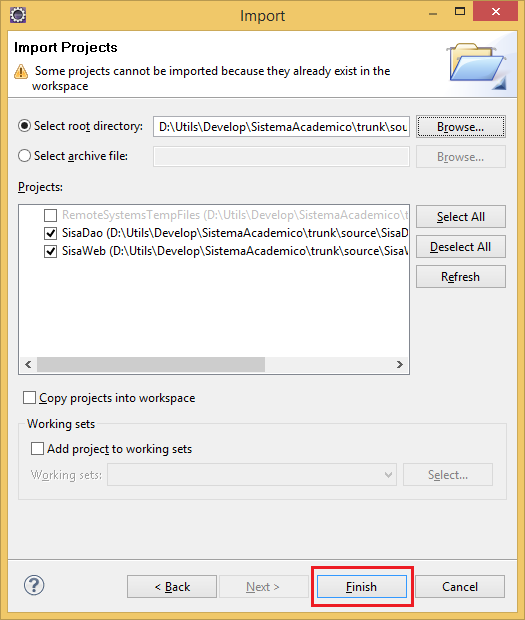 Import
Import Projects
Some projects cannot be imported because they already exist in the
workspace
Select root directory:
D:\Utils\Develop\SistemaAcademico\trunk\sou
Browse...
Select archive file:
Browse...
Projects:
RemoteSystemsTempFiles (D:\Utils\Develop\SistemaAcademico\t
SisaDao (D:\Utils\Develop\SistemaAcademico\trunk\source\SisaD
SisaWeb (D:\Utils\Develop\SistemaAcademico\trunk\source\Sisa\
Select All
Deselect All
Refresh
Copy projects into workspace
Working sets
Add project to working sets
Working sets:
Select...
?
< Back
Next >
Finish
Cancel